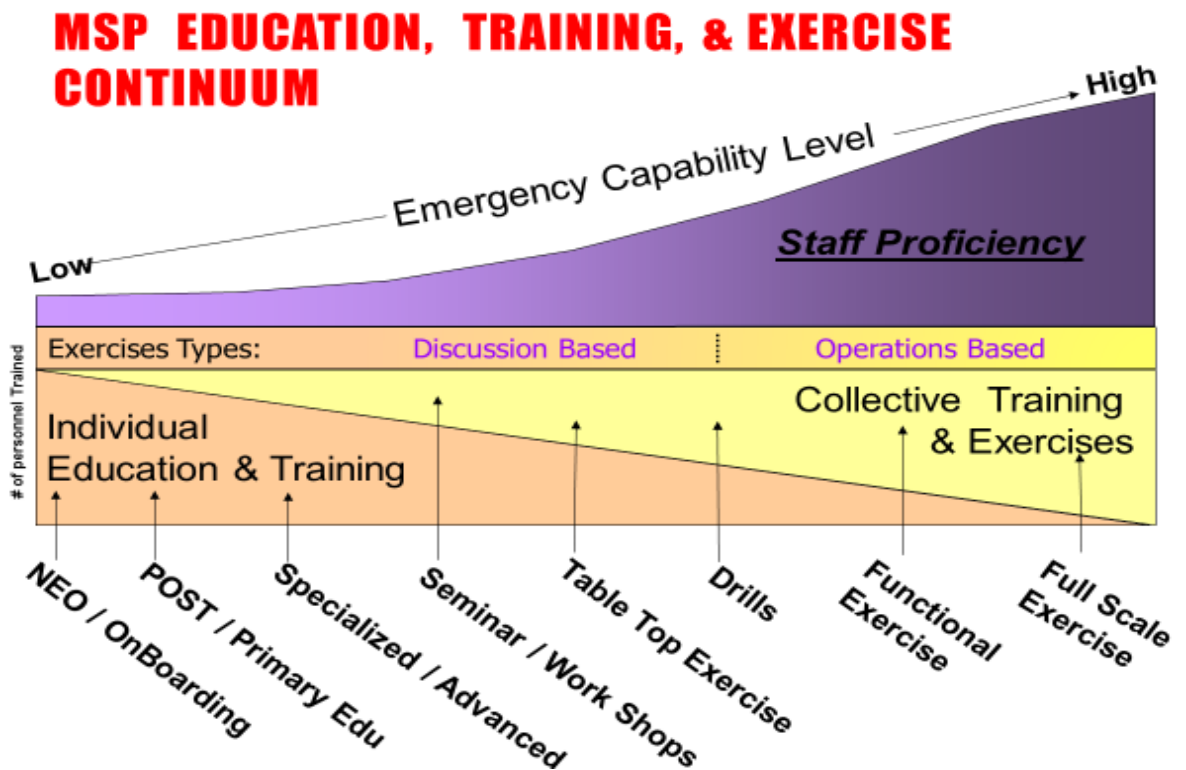 MSP EDUCATION, TRAINING, & EXERCISE
CONTINUUM
High
Emergency Capability Level
Low
Staff Proficiency
# of personnel Trained
Exercises Types:
Discussion Based
Operations Based
Individual
Education & Training
Collective Training
& Exercises
NEO / OnBoarding
POST / Primary Edu
Specialized / Advanced
Seminar / Work Shops
Table Top Exercise
Drills
Functional
Exercise
Full Scale
Exercise